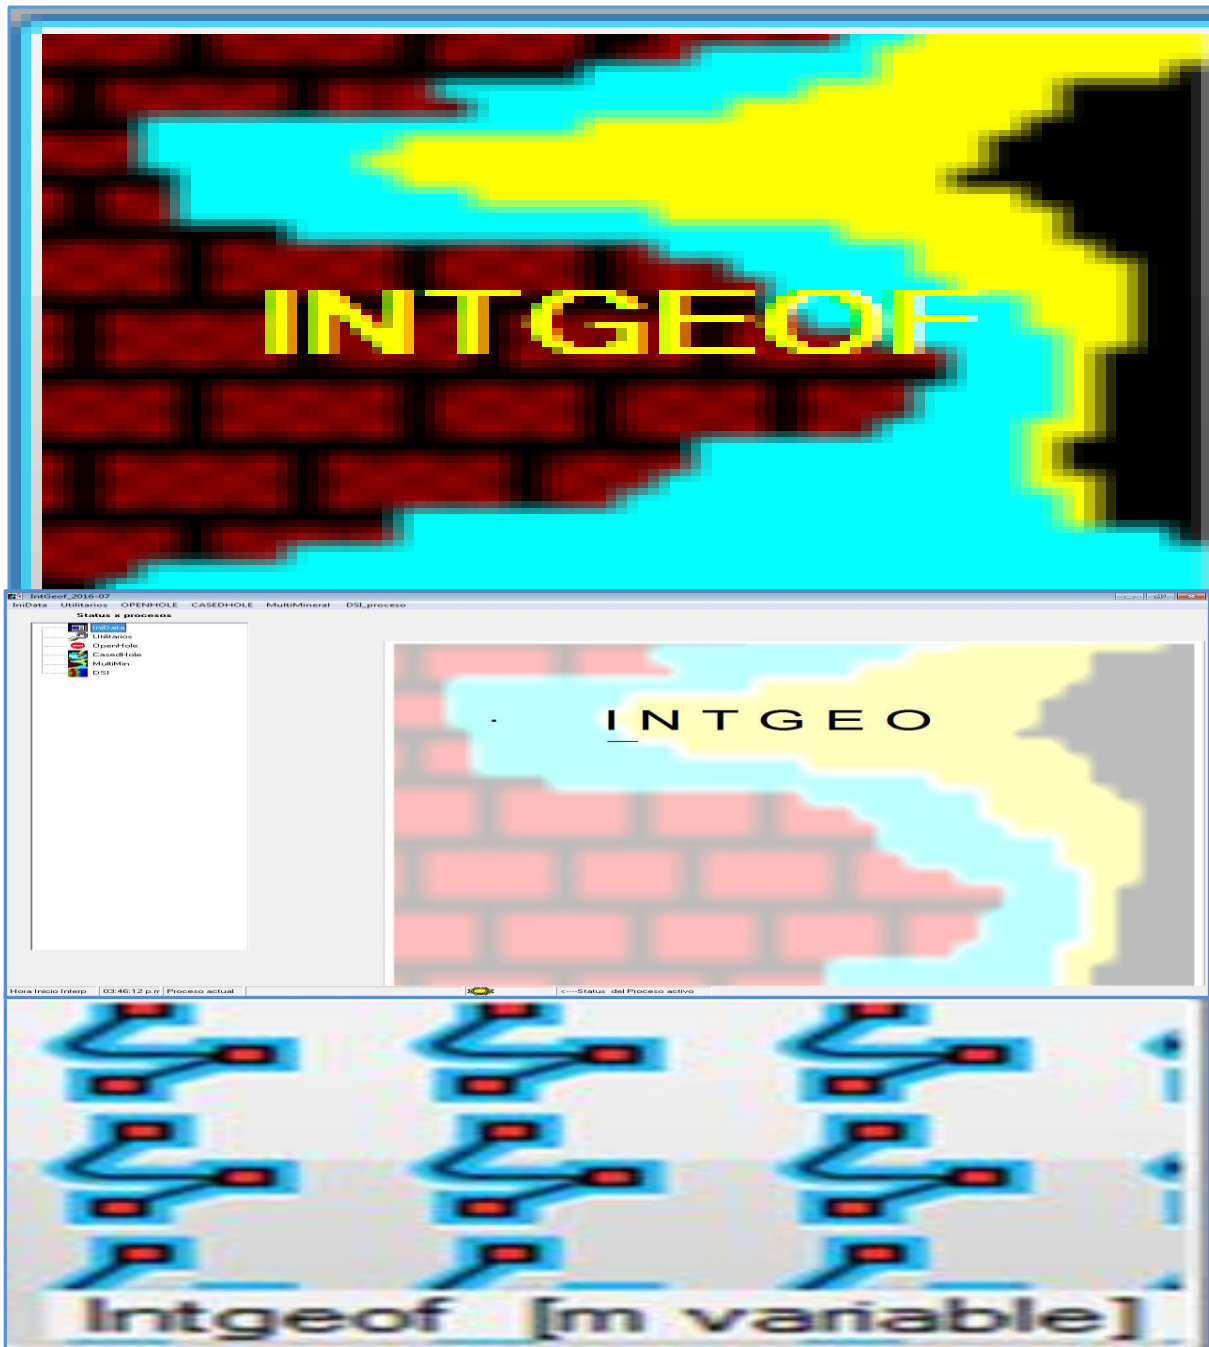 INTGEOF
IntGeof_2016-07
IniData Utilitarios OPENHOLE CASEDHOLE MultiMineral DSI_proceso
Status x procesos
IniData
Utilitarios
OpenHole
CasedHole
MultiMin
DSI
. I N T G E O
Hora Inicio Interp 03:46:12 p.m Proceso actual <---Status del Proceso activo
Intgeof [m variable]